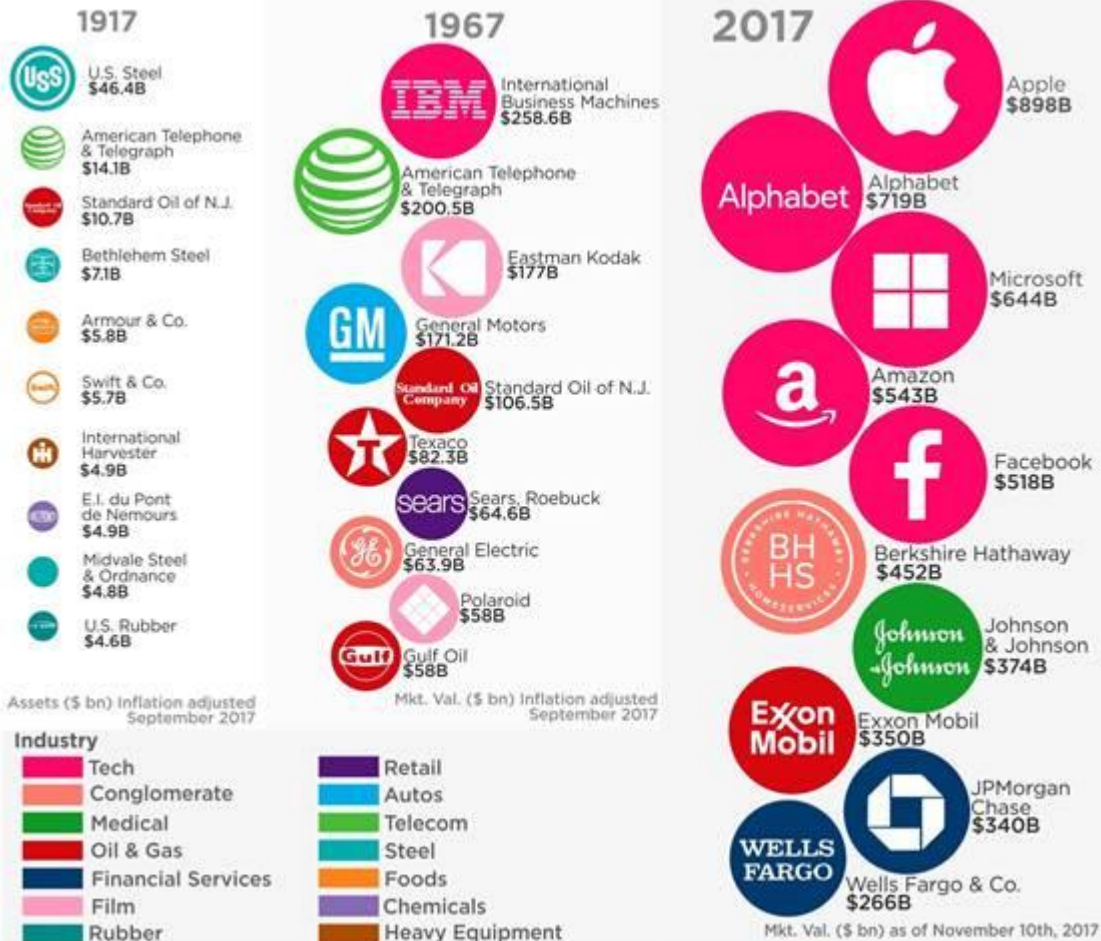 1917
USS
U.S. Steel
$46.4B
American Telephone
& Telegraph
$14.1B
Standard Oil of N.J.
$10.7B
Bethlehem Steel
$7.1B
Armour & Co.
$5.8B
Swift
Swift & Co.
$5.7B
International
Harvester
$4.9B
E.I. du Pont
de Nemours
$4.9B
Midvale Steel
& Ordnance
$4.8B
U.S. Rubber
$4.6B
Assets ($ bn) Inflation adjusted
September 2017
1967
IBM
International
Business Machines
$258.6B
American Telephone
& Telegraph
$200.5B
Eastman Kodak
$177B
GM
General Motors
$171.2B
Standard Oil
Company
Standard Oil of N.J.
$106.5B
T
Texaco
$82.3B
sears
Sears, Roebuck
$64.6B
GE
General Electric
$63.9B
Polaroid
$58B
Gulf
Gulf Oil
$58B
Mkt. Val. ($ bn) Inflation adjusted
September 2017
2017
Apple
$898B
Alphabet
Alphabet
$719B
Microsoft
$644B
a
Amazon
$543B
f
Facebook
$518B
BERKSHIRE HATHAWAY
BH
HS
HOMESERVICES
Berkshire Hathaway
$452B
Johnson
&Johnson
Johnson
& Johnson
$374B
Exxon
Mobil
Exxon Mobil
$350B
JPMorgan
Chase
$340B
WELLS
FARGO
Wells Fargo & Co.
$266B
Mkt. Val. ($ bn) as of November 10th, 2017
Industry
Tech
Conglomerate
Medical
Oil & Gas
Financial Services
Film
Rubber
Retail
Autos
Telecom
Steel
Foods
Chemicals
Heavy Equipment